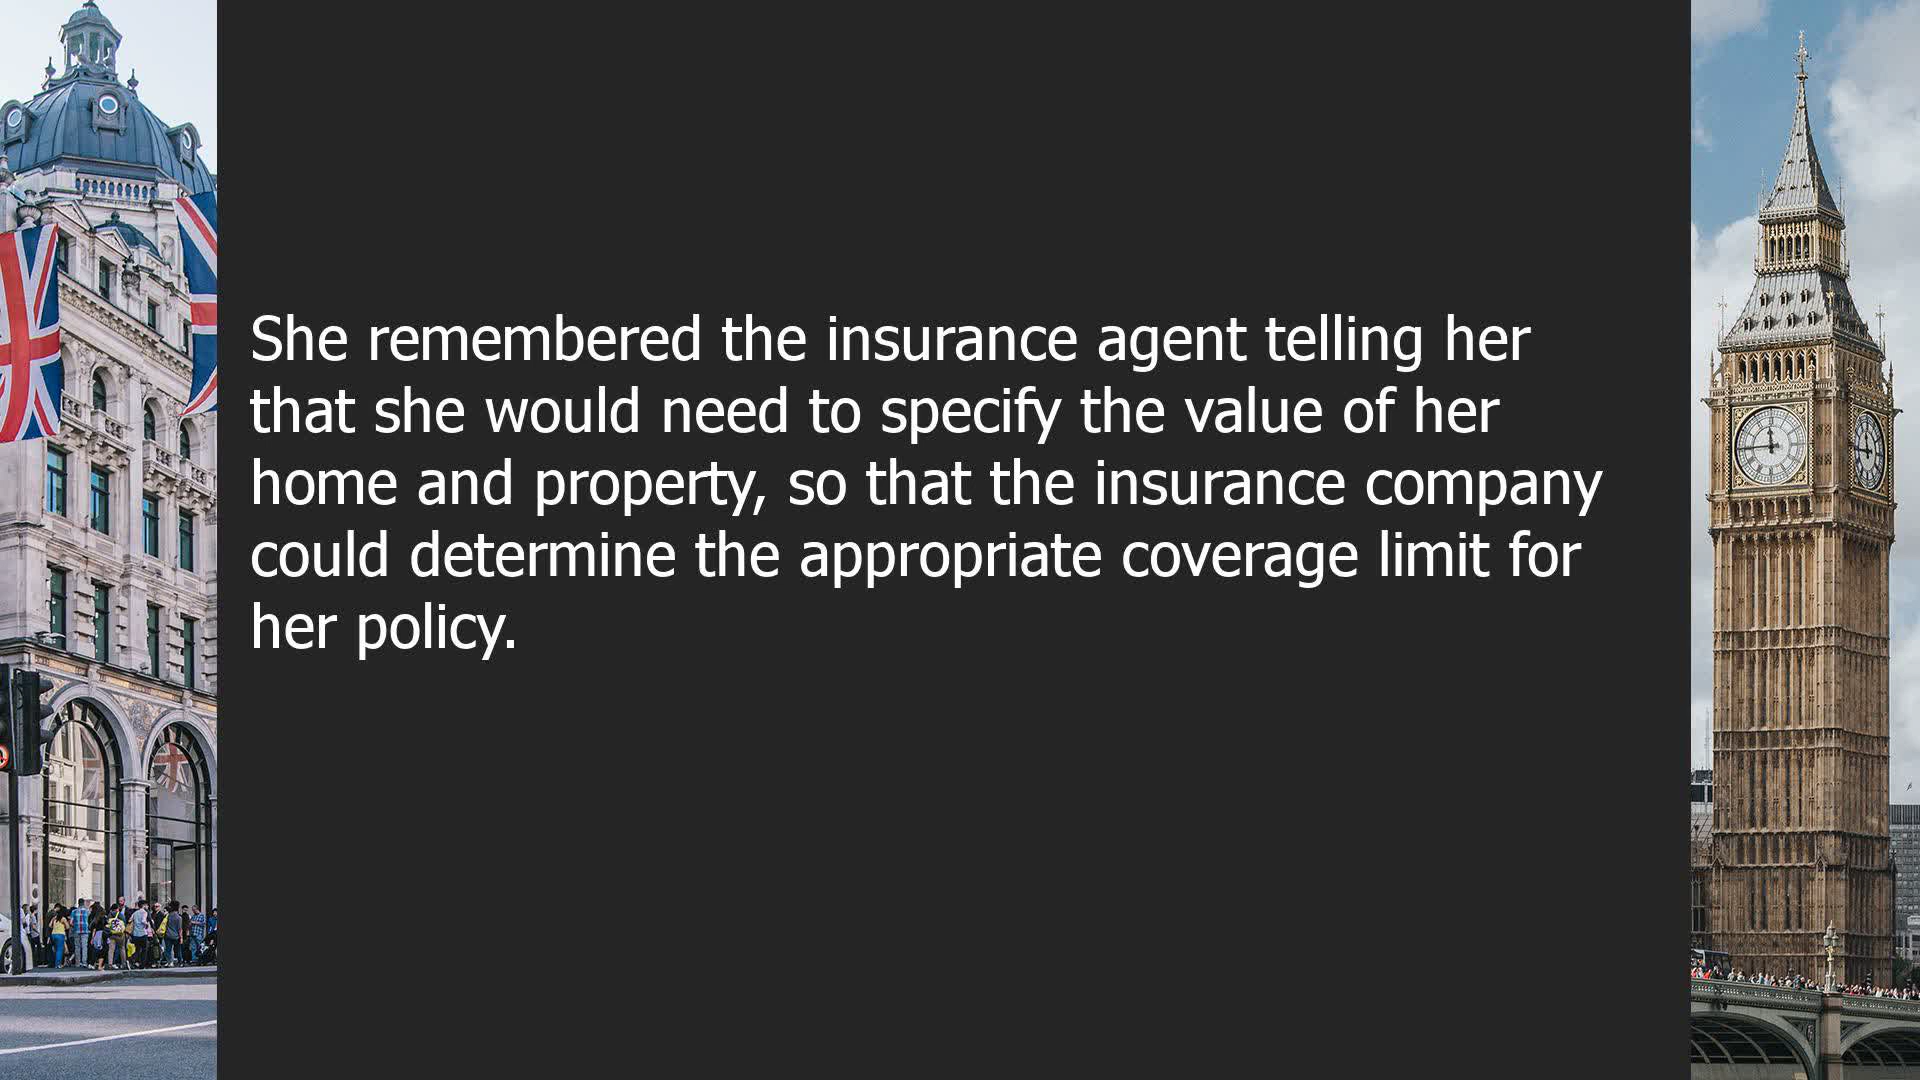 She remembered the insurance agent telling her
that she would need to specify the value of her
home and property, so that the insurance company
could determine the appropriate coverage limit for
her policy.